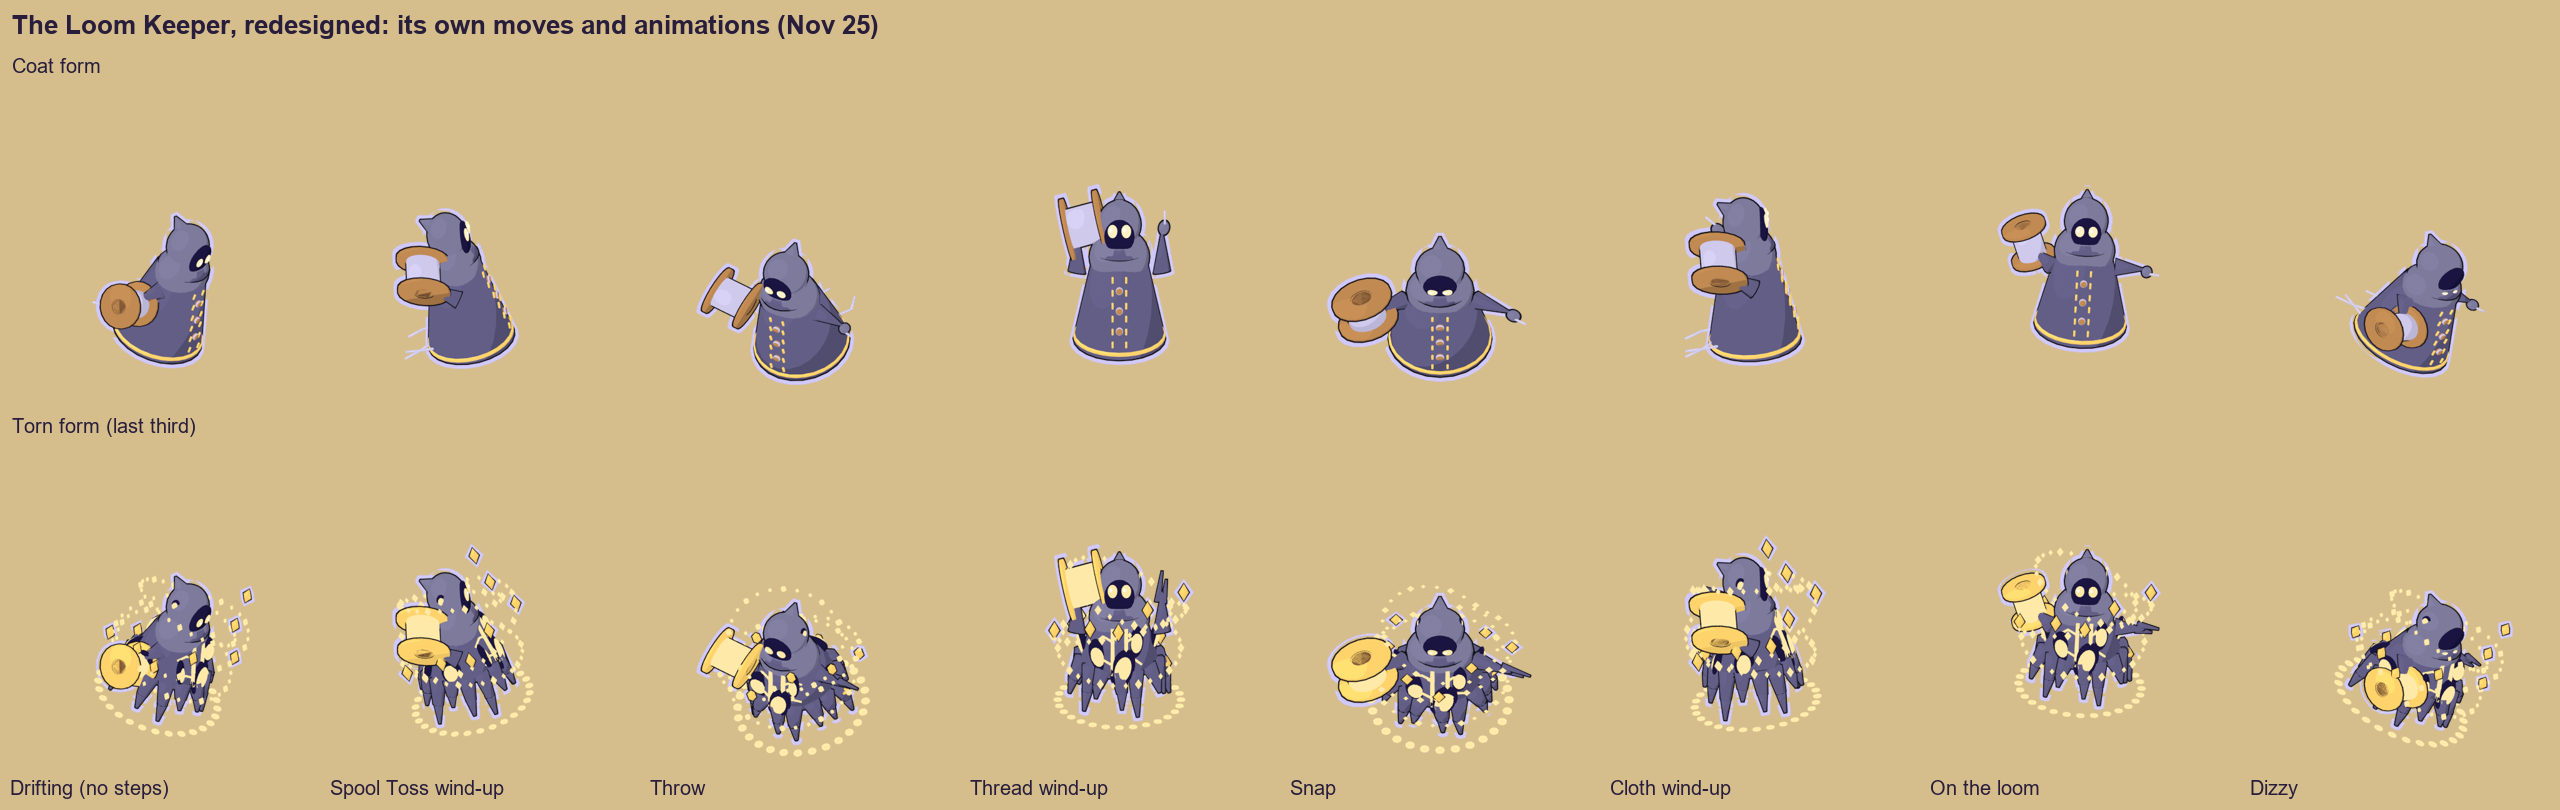 The Loom Keeper, redesigned: its own moves and animations (Nov 25)
Coat form
Torn form (last third)
Drifting (no steps)
Spool Toss wind-up
Throw
Thread wind-up
Snap
Cloth wind-up
On the loom
Dizzy